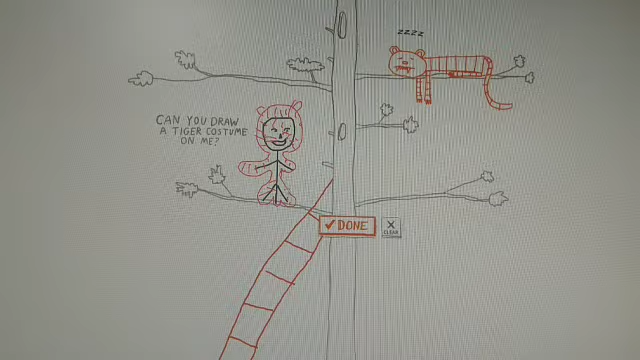 zzzz
CAN YOU DRAW
A TIGER COSTUME
ON ME?
DONE
X
CLEAR